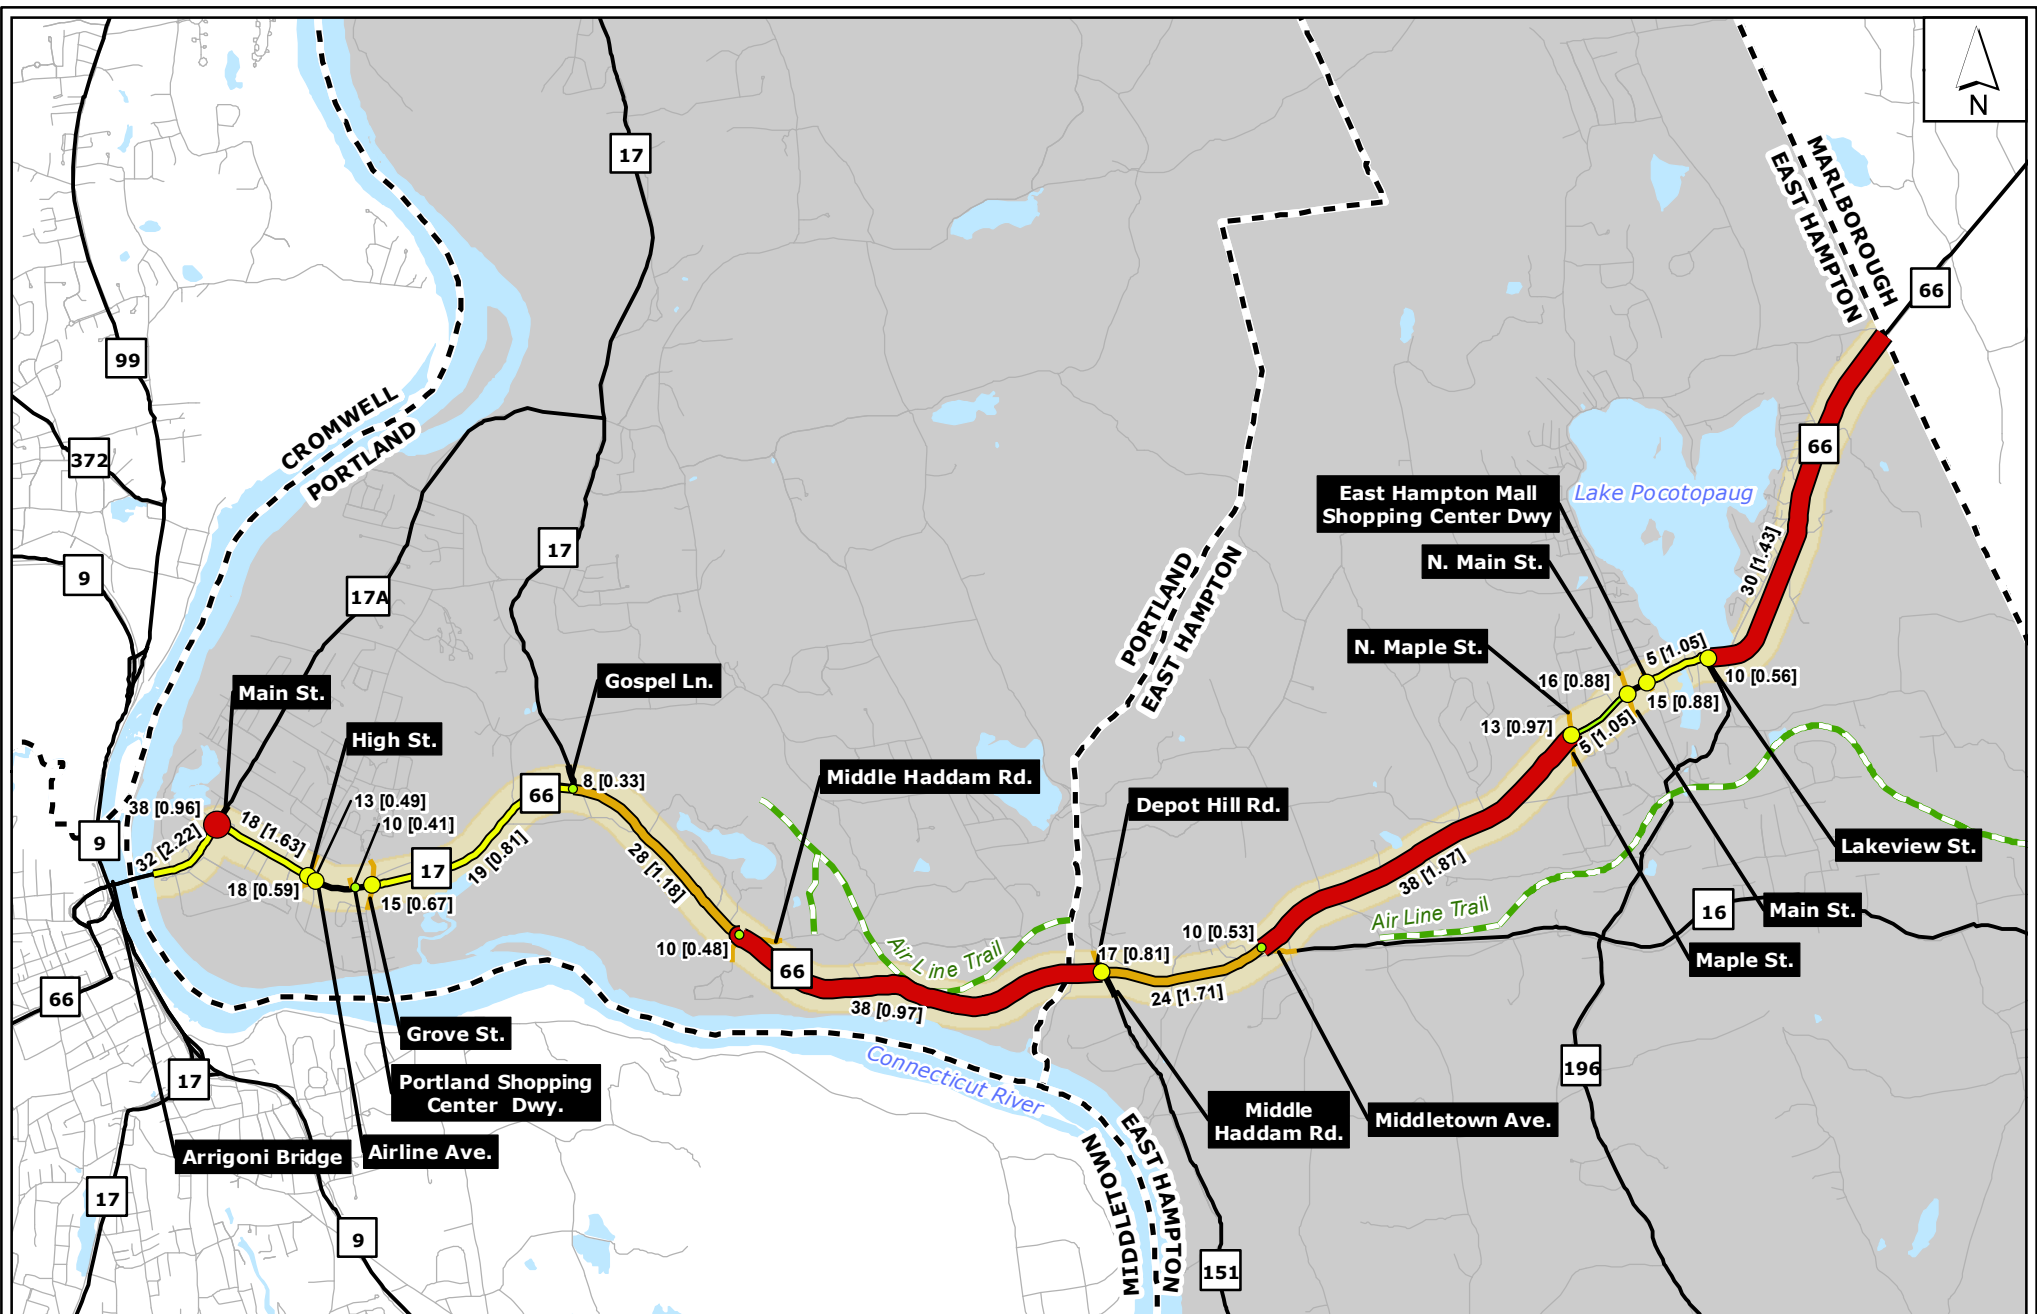 N
17
MARLBOROUGH
EAST HAMPTON
66
99
CROMWELL
PORTLAND
372
66
East Hampton Mall
Shopping Center Dwy
Lake Pocotopaug
17
N. Main St.
9
30 [1.43]
17A
PORTLAND
EAST HAMPTON
N. Maple St.
5 [1.05]
Gospel Ln.
Main St.
16 [0.88]
10 [0.56]
15 [0.88]
High St.
13 [0.97]
5 [1.05]
Middle Haddam Rd.
8 [0.33]
66
13 [0.49]
38 [0.96]
Depot Hill Rd.
10 [0.41]
18 [1.63]
9
32 [2.22]
Lakeview St.
17
19 [0.81]
28 [1.18]
38 [1.87]
18 [0.59]
15 [0.67]
Air Line Trail
16
Main St.
10 [0.48]
Air Line Trail
17 [0.81]
10 [0.53]
Maple St.
66
66
24 [1.71]
38 [0.97]
Grove St.
Connecticut River
196
17
Portland Shopping
Center Dwy.
Middle
Haddam Rd.
Middletown Ave.
Arrigoni Bridge
Airline Ave.
EAST HAMPTON
MIDDLETOWN
17
9
151